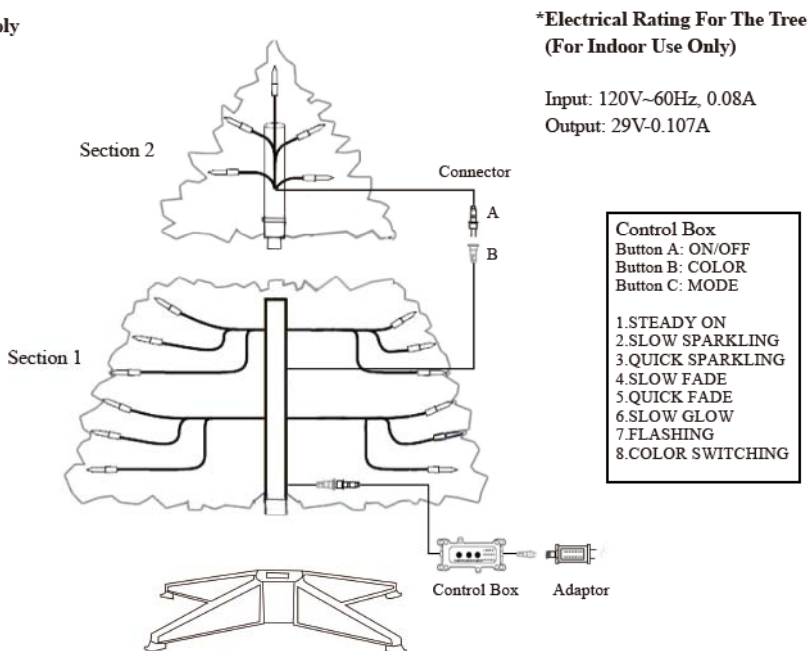 *Electrical Rating For The Tree
(For Indoor Use Only)
Input: 120V~60Hz, 0.08A
Output: 29V-0.107A
Section 2
Connector
A
B
Section 1
Control Box
Button A: ON/OFF
Button B: COLOR
Button C: MODE
1.STEADY ON
2.SLOW SPARKLING
3.QUICK SPARKLING
4.SLOW FADE
5.QUICK FADE
6.SLOW GLOW
7.FLASHING
8.COLOR SWITCHING
Control Box
Adaptor